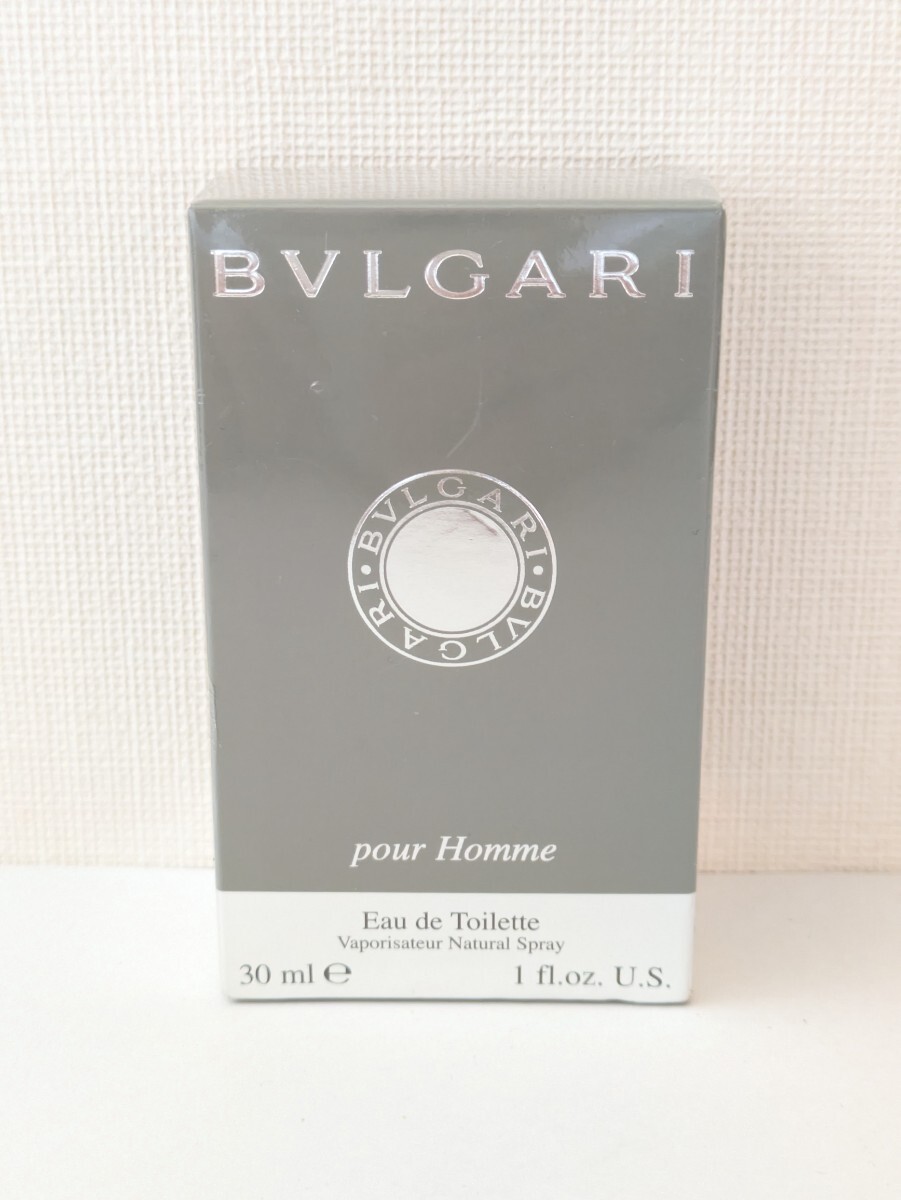 BVLGARI
BVLGARI • BVLGARI •
pour Homme
Eau de Toilette
Vaporisateur Natural Spray
30 ml ℮ 1 fl.oz. U.S.